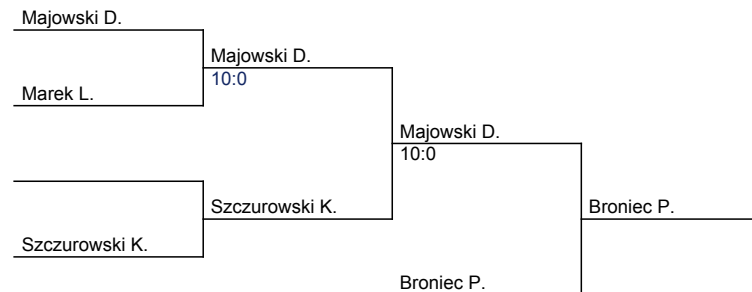 Majowski D.
Majowski D.
10:0
Marek L.
Majowski D.
10:0
Szczurowski K.
Broniec P.
Szczurowski K.
Broniec P.